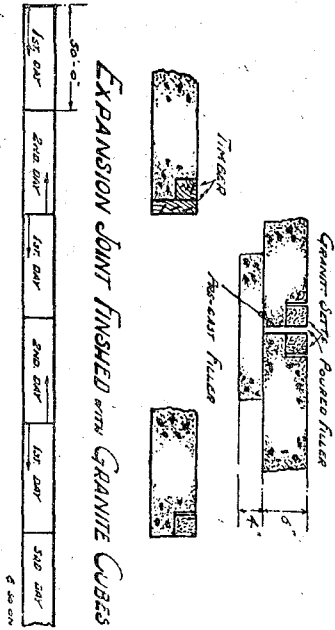 GRANITE SETTS POURED FILLER
TIMBER
6"
4"
PRE-CAST FILLER
EXPANSION JOINT FINISHED WITH GRANITE CUBES
50'-0"
1ST. DAY 2ND. DAY 1ST. DAY 2ND. DAY 1ST. DAY 2ND DAY
& SO ON